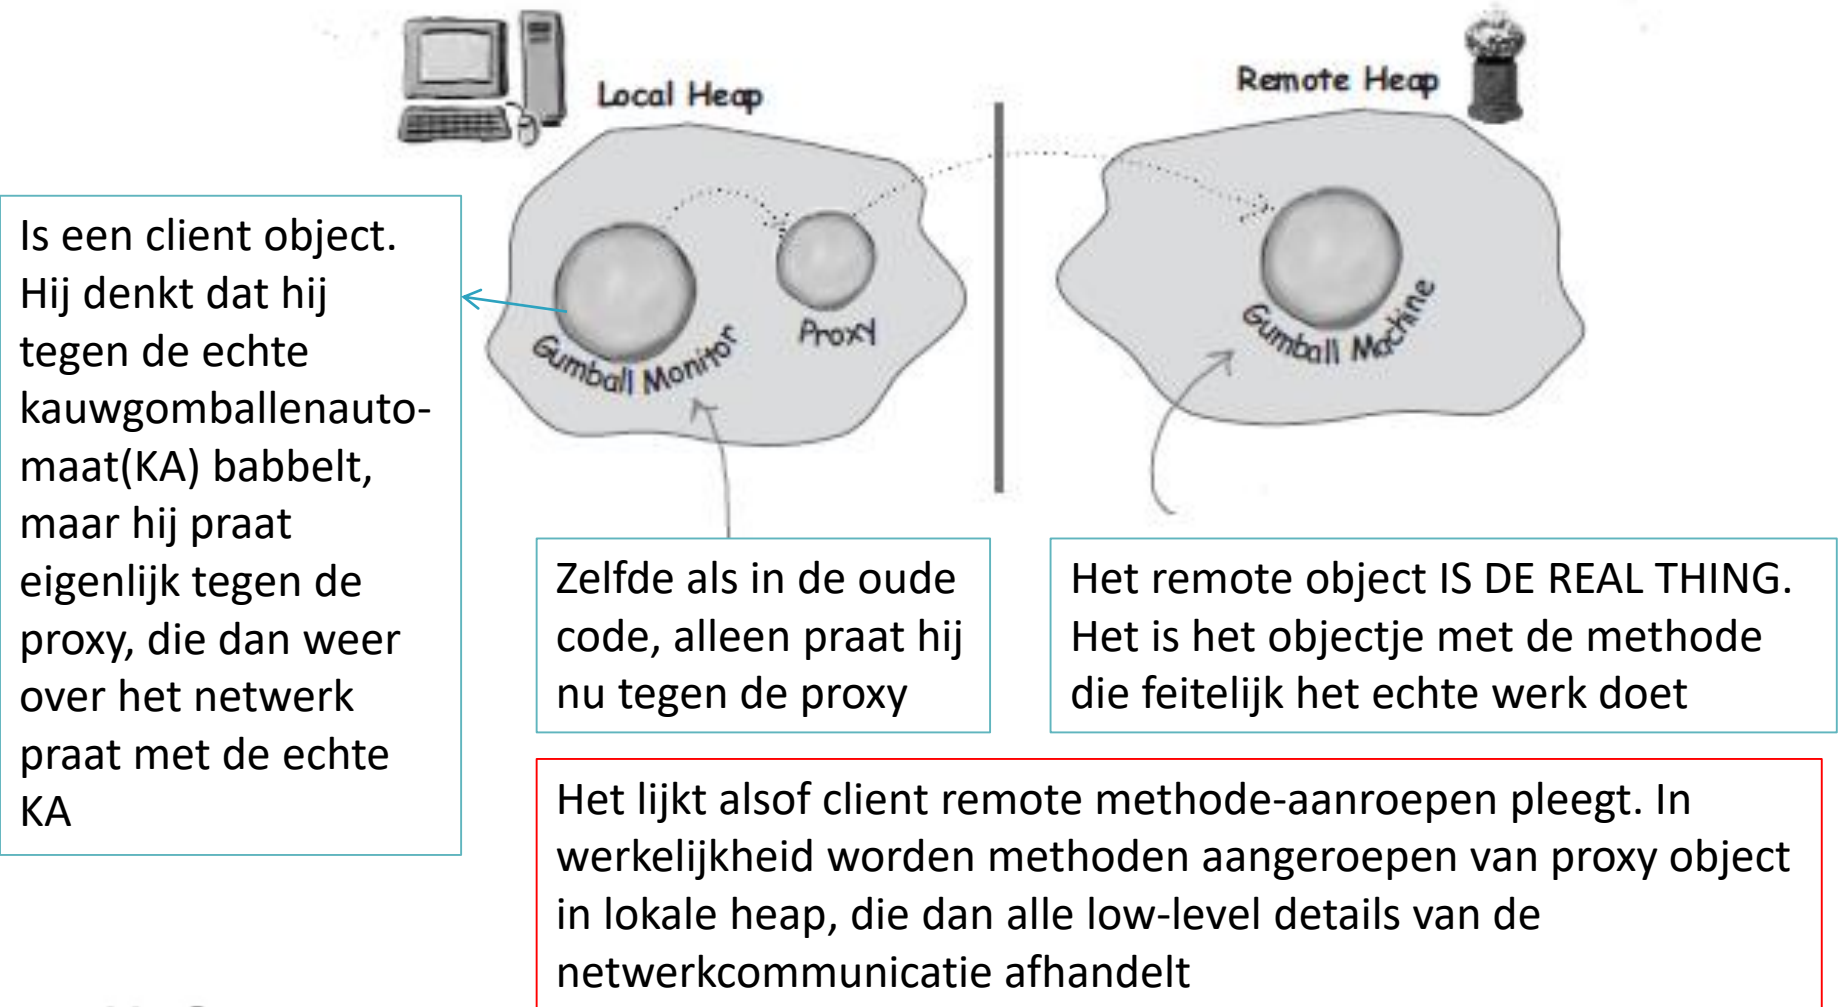 Local Heap
Remote Heap
Gumball Monitor
Proxy
Gumball Machine
Is een client object.
Hij denkt dat hij
tegen de echte
kauwgomballenauto-
maat(KA) babbelt,
maar hij praat
eigenlijk tegen de
proxy, die dan weer
over het netwerk
praat met de echte
KA
Zelfde als in de oude
code, alleen praat hij
nu tegen de proxy
Het remote object IS DE REAL THING.
Het is het objectje met de methode
die feitelijk het echte werk doet
Het lijkt alsof client remote methode-aanroepen pleegt. In
werkelijkheid worden methoden aangeroepen van proxy object
in lokale heap, die dan alle low-level details van de
netwerkcommunicatie afhandelt